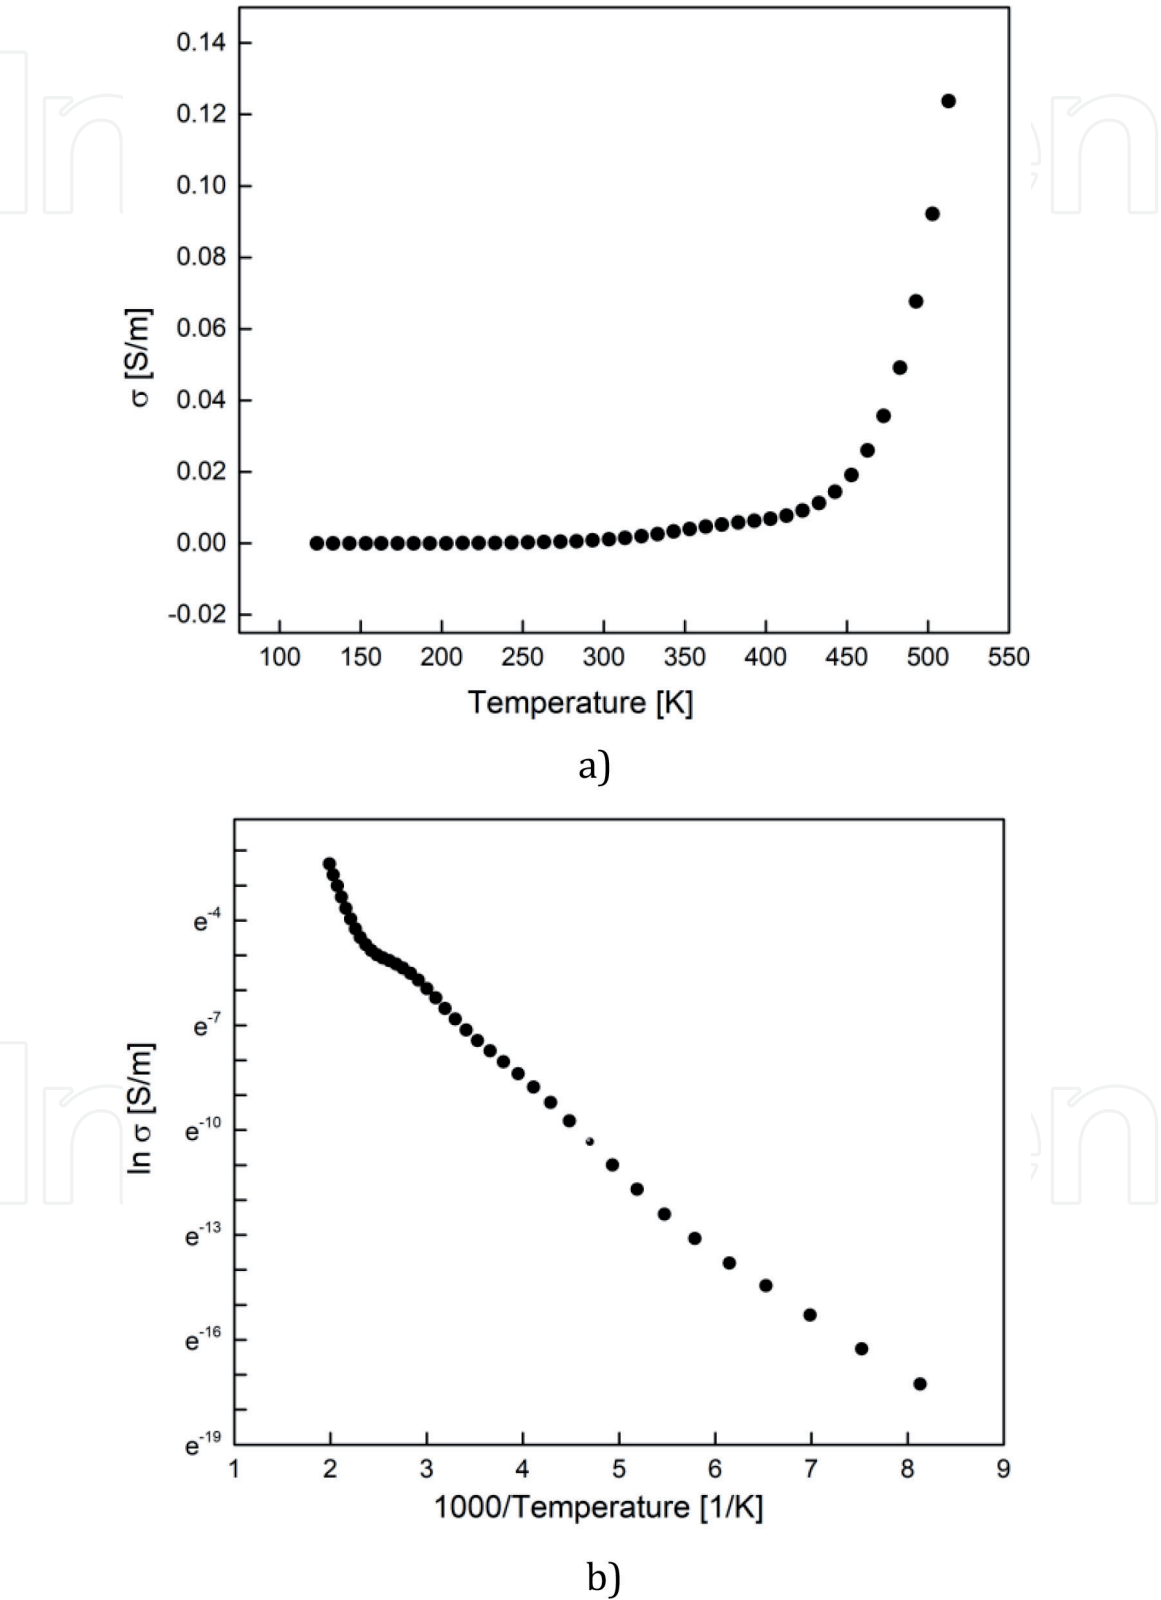 0.14
0.12
0.10
0.08
0.06
0.04
0.02
0.00
-0.02
σ [S/m]
100 150 200 250 300 350 400 450 500 550
Temperature [K]
a)
e-4
e-7
e-10
e-13
e-16
e-19
ln σ [S/m]
1 2 3 4 5 6 7 8 9
1000/Temperature [1/K]
b)